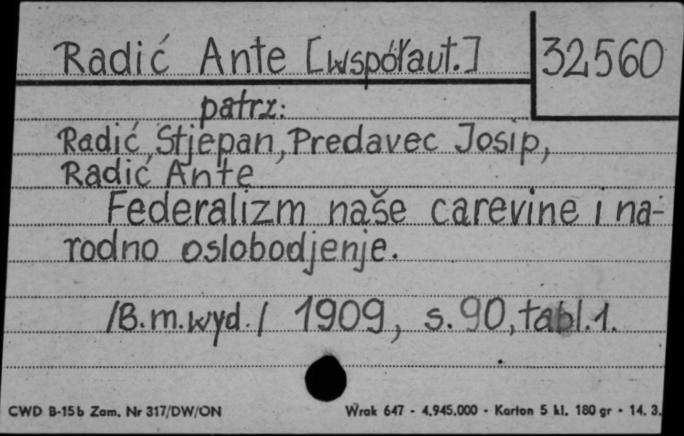 Radić Ante [współaut.] 32560
patrz:
Radić, Stjepan, Predavec Josip,
Radić Ante
Federalizm naše carevine i na-
rodno oslobodjenje.
/B.m.wyd./ 1909, s. 90, tabl. 1.
CWD B-15b Zam. Nr 317/DW/ON Wrak 647 - 4.945.000 - Karton 5 kl. 180 gr - 14. 3.